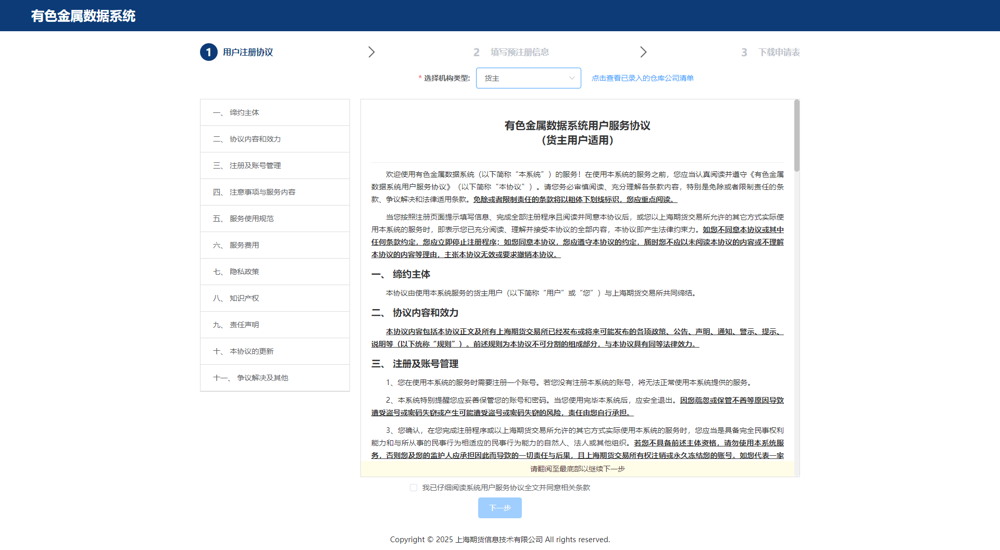 有色金属数据系统
1 用户注册协议
2 填写预注册信息
3 下载申请表
* 选择机构类型: 货主 点击查看已录入的仓库公司清单
一、 缔约主体
二、 协议内容和效力
三、 注册及账号管理
四、 注意事项与服务内容
五、 服务使用规范
六、 服务费用
七、 隐私政策
八、 知识产权
九、 责任声明
十、 本协议的更新
十一、 争议解决及其他
有色金属数据系统用户服务协议
（货主用户适用）
欢迎使用有色金属数据系统（以下简称“本系统”）的服务！在使用本系统的服务之前，您应当认真阅读并遵守《有色金属
数据系统用户服务协议》（以下简称“本协议”）。请您务必审慎阅读、充分理解各条款内容，特别是免除或者限制责任的条
款、争议解决和法律适用条款。免除或者限制责任的条款将以粗体下划线标识，您应重点阅读。
当您按照注册页面提示填写信息、完成全部注册程序且阅读并同意本协议后，或您以上海期货交易所允许的其它方式实际使
用本系统的服务时，即表示您已充分阅读、理解并接受本协议的全部内容，本协议即产生法律约束力。如您不同意本协议或其中
任何条款约定，您应立即停止注册程序；如您同意本协议，您应遵守本协议的约定，届时您不应以未阅读本协议的内容或不理解
本协议的内容等理由，主张本协议无效或要求撤销本协议。
一、 缔约主体
本协议由使用本系统服务的货主用户（以下简称“用户”或“您”）与上海期货交易所共同缔结。
二、 协议内容和效力
本协议内容包括本协议正文及所有上海期货交易所已经发布或将来可能发布的各项政策、公告、声明、通知、警示、提示、
说明等（以下统称“规则”）。前述规则为本协议不可分割的组成部分，与本协议具有同等法律效力。
三、 注册及账号管理
1、您在使用本系统的服务时需要注册一个账号。若您没有注册本系统的账号，将无法正常使用本系统提供的服务。
2、本系统特别提醒您应妥善保管您的账号和密码。当您使用完毕本系统后，应安全退出。因您疏忽或保管不善等原因导致
遭受盗号或密码失窃或产生可能遭受盗号或密码失窃的风险，责任由您自行承担。
3、您确认，在您完成注册程序或以上海期货交易所允许的其它方式实际使用本系统的服务时，您应当是具备完全民事权利
能力和与所从事的民事行为相适应的民事行为能力的自然人、法人或其他组织。若您不具备前述主体资格，请勿使用本系统服
务，否则您及您的监护人应承担因此而导致的一切责任与后果，且上海期货交易所有权注销或永久冻结您的账号。如您代表一家
请翻阅至最底部以继续下一步
我已仔细阅读系统用户服务协议全文并同意相关条款
下一步
Copyright © 2025 上海期货信息技术有限公司 All rights reserved.